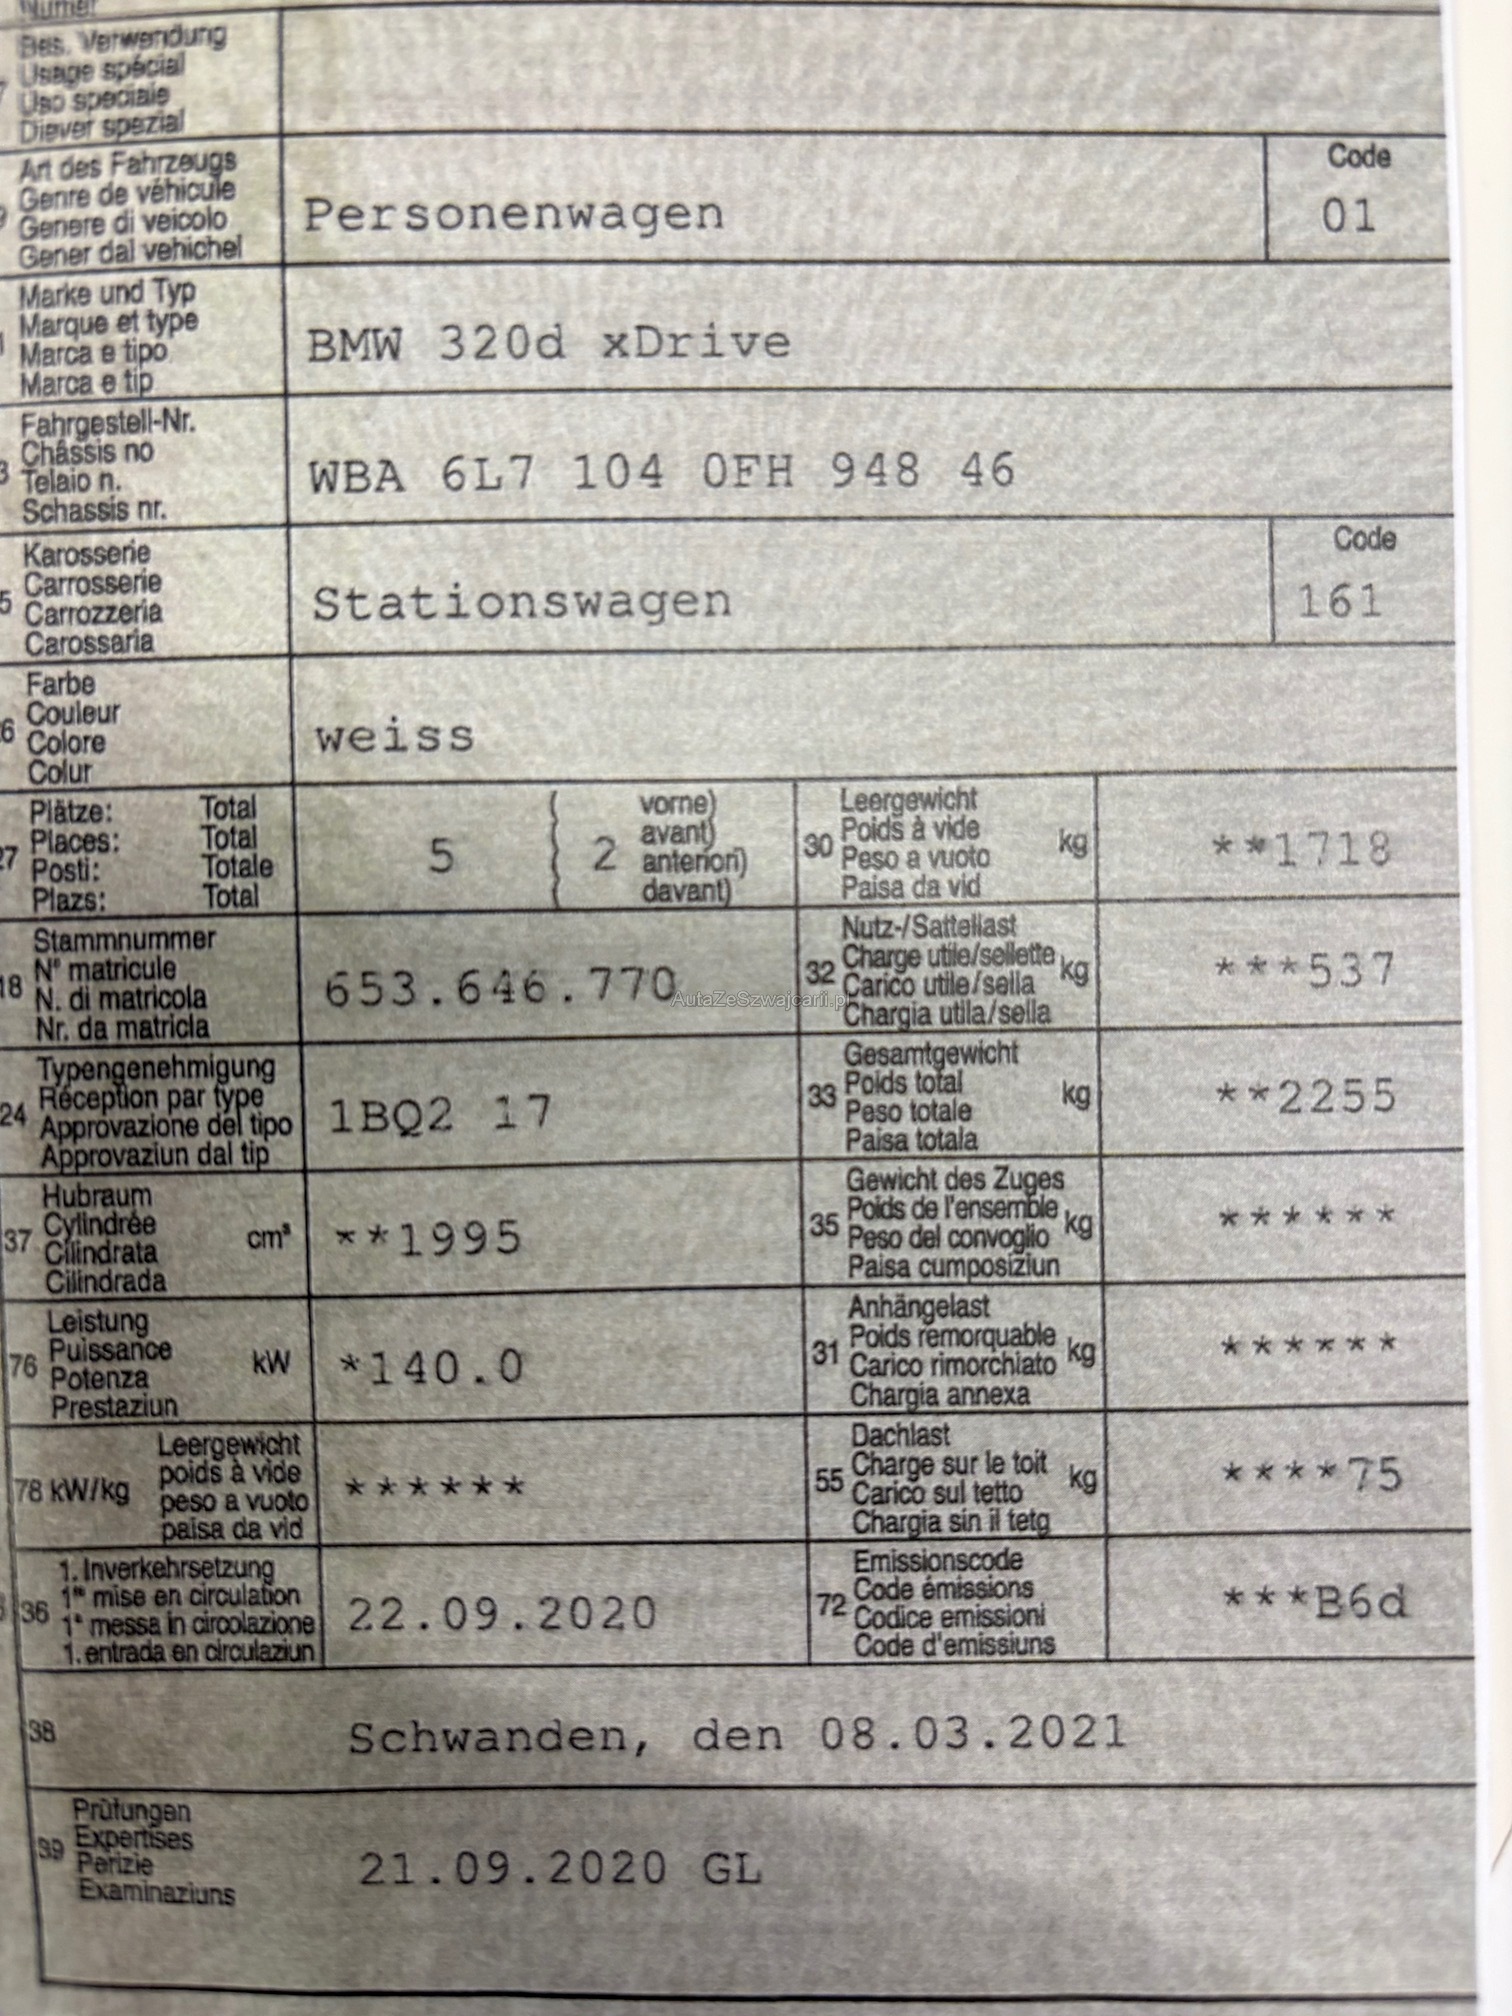 Numer
Bes. Verwendung
Usage spécial
Uso speciale
Diever spezial
Art des Fahrzeugs
Genre de véhicule
Genere di veicolo
Gener dal vehichel
Personenwagen
Code
01
Marke und Typ
Marque et type
Marca e tipo
Marca e tip
BMW 320d xDrive
Fahrgestell-Nr.
Châssis no
Telaio n.
Schassis nr.
WBA 6L7 104 0FH 948 46
Karosserie
Carrosserie
Carrozzeria
Carossaria
Stationswagen
Code
161
Farbe
Couleur
Colore
Colur
weiss
27
Plätze: Total
Places: Total
Posti: Totale
Plazs: Total
5
2
vorne)
avant)
anteriori)
davant)
30
Leergewicht
Poids à vide
Peso a vuoto
Paisa da vid
kg
**1718
18
Stammnummer
N° matricule
N. di matricola
Nr. da matricla
653.646.770
32
Nutz-/Sattellast
Charge utile/sellette
Carico utile/sella
Chargia utila/sella
kg
***537
AutaZeSzwajcarii.pl
24
Typengenehmigung
Réception par type
Approvazione del tipo
Approvaziun dal tip
1BQ2 17
33
Gesamtgewicht
Poids total
Peso totale
Paisa totala
kg
**2255
37
Hubraum
Cylindrée
Cilindrata
Cilindrada
cm³
**1995
35
Gewicht des Zuges
Poids de l'ensemble
Peso del convoglio
Paisa cumposiziun
kg
******
76
Leistung
Puissance
Potenza
Prestaziun
kW
*140.0
31
Anhängelast
Poids remorquable
Carico rimorchiato
Chargia annexa
kg
******
78 kW/kg
Leergewicht
poids à vide
peso a vuoto
paisa da vid
******
55
Dachlast
Charge sur le toit
Carico sul tetto
Chargia sin il tetg
kg
****75
36
1. Inverkehrsetzung
1re mise en circulation
1a messa in circolazione
1. entrada en circulaziun
22.09.2020
72
Emissionscode
Code émissions
Codice emissioni
Code d'emissiuns
***B6d
38
Schwanden, den 08.03.2021
39
Prüfungen
Expertises
Perizie
Examinaziuns
21.09.2020 GL